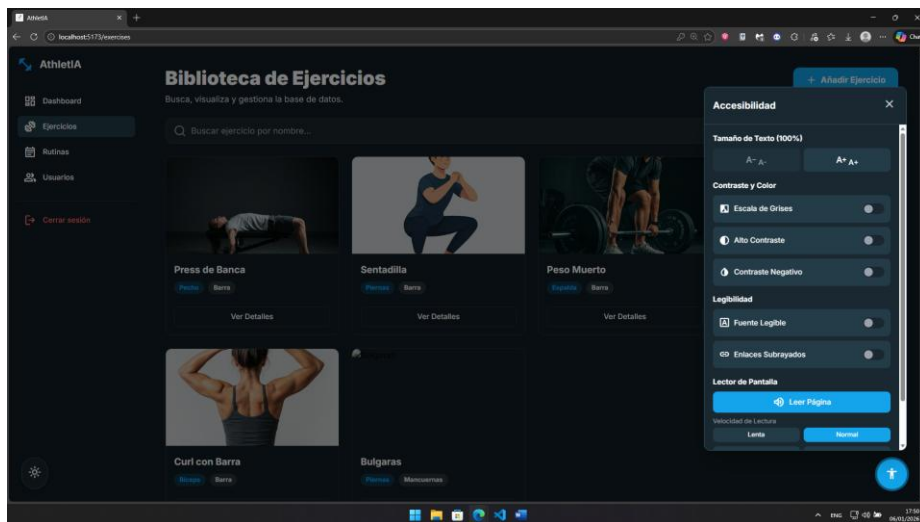 AthletIA
localhost:5173/exercises
AthletIA
Dashboard
Ejercicios
Rutinas
Usuarios
Cerrar sesión
Biblioteca de Ejercicios
Busca, visualiza y gestiona la base de datos.
+ Añadir Ejercicio
Buscar ejercicio por nombre...
Press de Banca
Pecho Barra
Ver Detalles
Sentadilla
Piernas Barra
Ver Detalles
Peso Muerto
Espalda Barra
Ver Detalles
Curl con Barra
Bíceps Barra
Bulgaras
Bulgaras
Piernas Mancuernas
Accesibilidad
Tamaño de Texto (100%)
A- A-
A+ A+
Contraste y Color
Escala de Grises
Alto Contraste
Contraste Negativo
Legibilidad
Fuente Legible
Enlaces Subrayados
Lector de Pantalla
Leer Página
Velocidad de Lectura
Lenta
Normal
ENG
17:50
06/01/2026